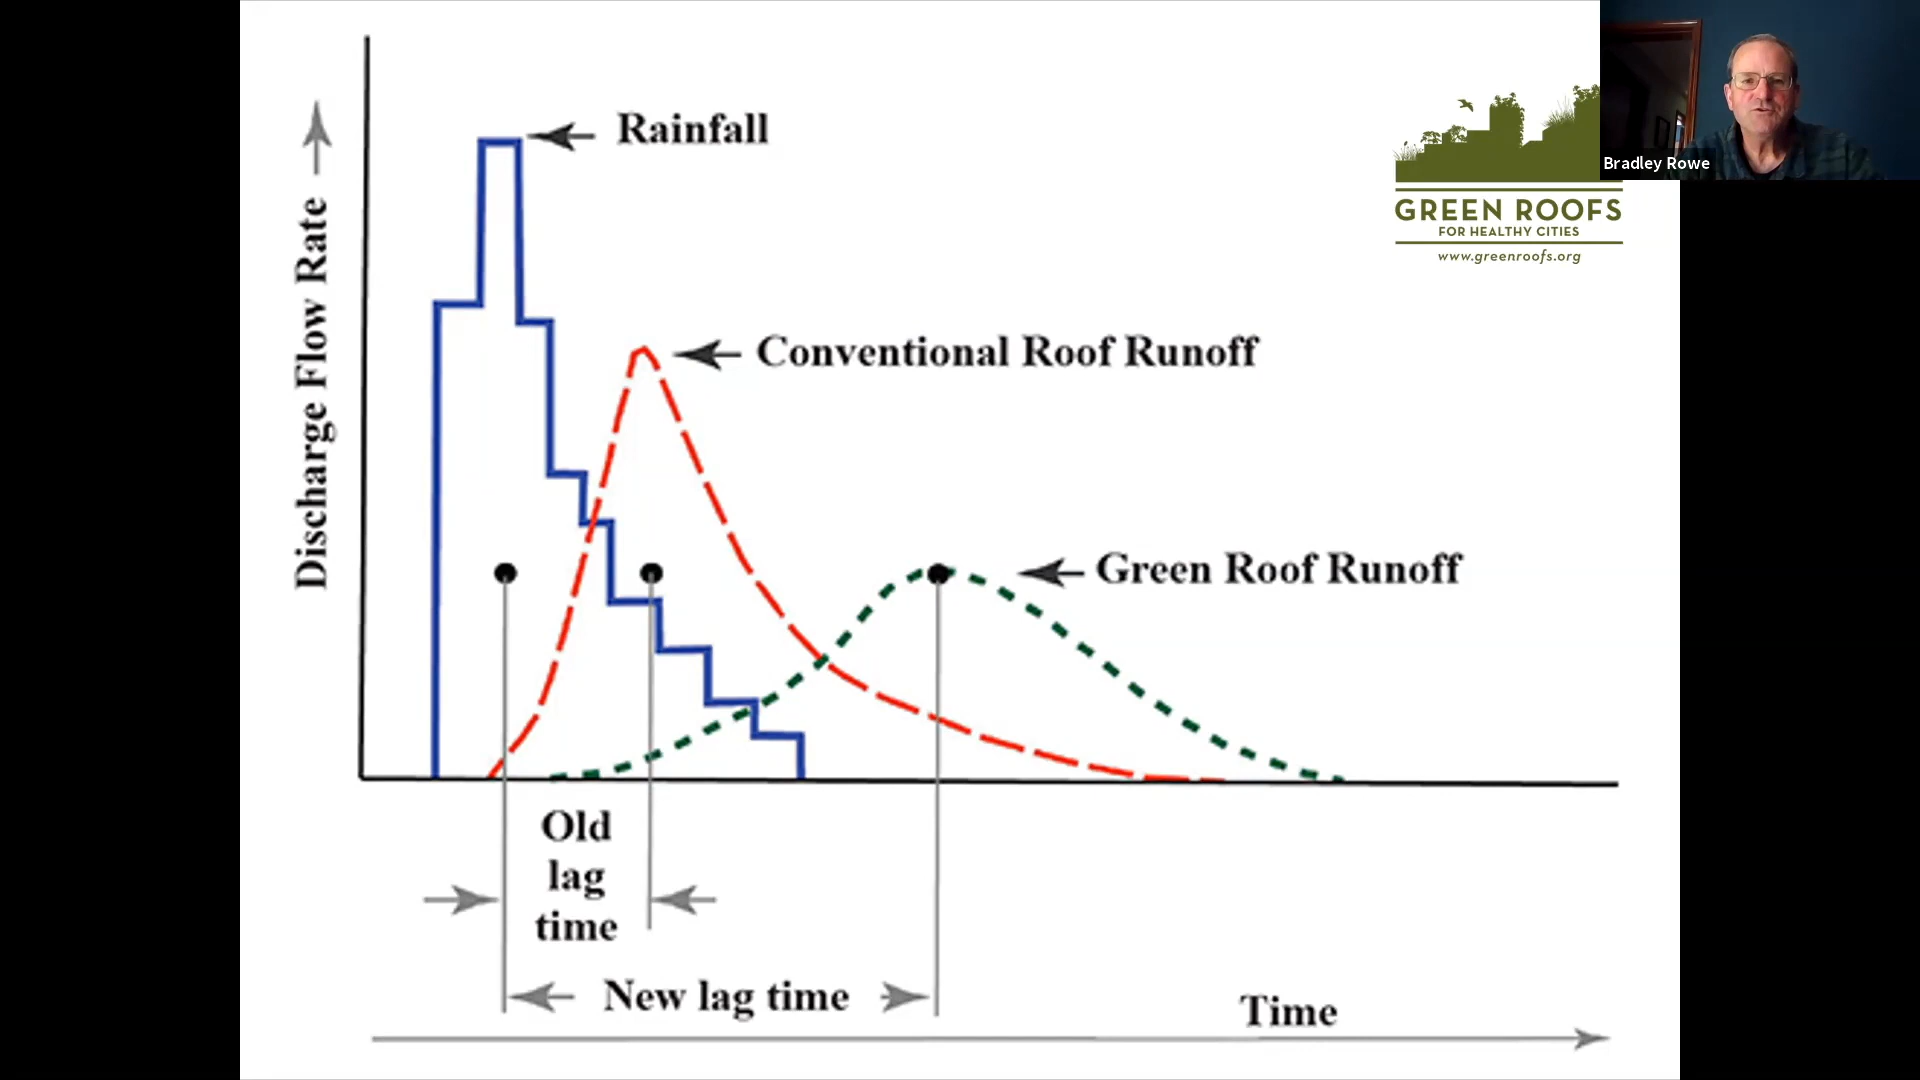 Rainfall
Discharge Flow Rate
Bradley Rowe
GREEN ROOFS
FOR HEALTHY CITIES
www.greenroofs.org
Conventional Roof Runoff
Green Roof Runoff
Old
lag
time
New lag time
Time